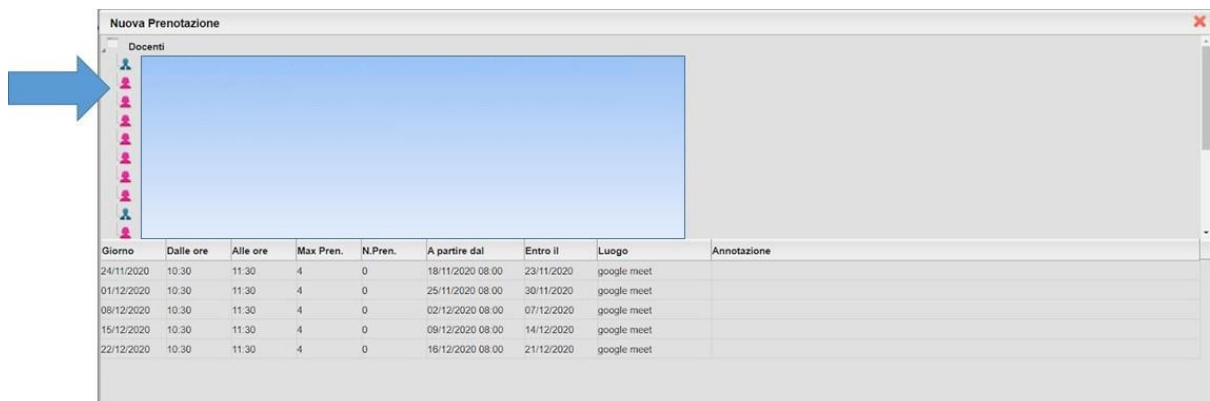 Nuova Prenotazione
Docenti
Giorno Dalle ore Alle ore Max Pren. N.Pren. A partire dal Entro il Luogo Annotazione
24/11/2020 10:30 11:30 4 0 18/11/2020 08:00 23/11/2020 google meet
01/12/2020 10:30 11:30 4 0 25/11/2020 08:00 30/11/2020 google meet
08/12/2020 10:30 11:30 4 0 02/12/2020 08:00 07/12/2020 google meet
15/12/2020 10:30 11:30 4 0 09/12/2020 08:00 14/12/2020 google meet
22/12/2020 10:30 11:30 4 0 16/12/2020 08:00 21/12/2020 google meet